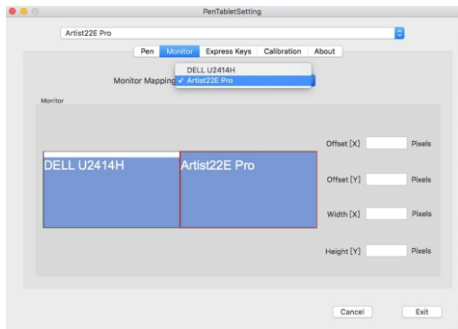 PenTabletSetting
Artist22E Pro
Pen Monitor Express Keys Calibration About
DELL U2414H
Monitor Mapping ✓ Artist22E Pro
Monitor
Offset [X] Pixels
DELL U2414H Artist22E Pro
Offset [Y] Pixels
Width [X] Pixels
Height [Y] Pixels
Cancel Exit